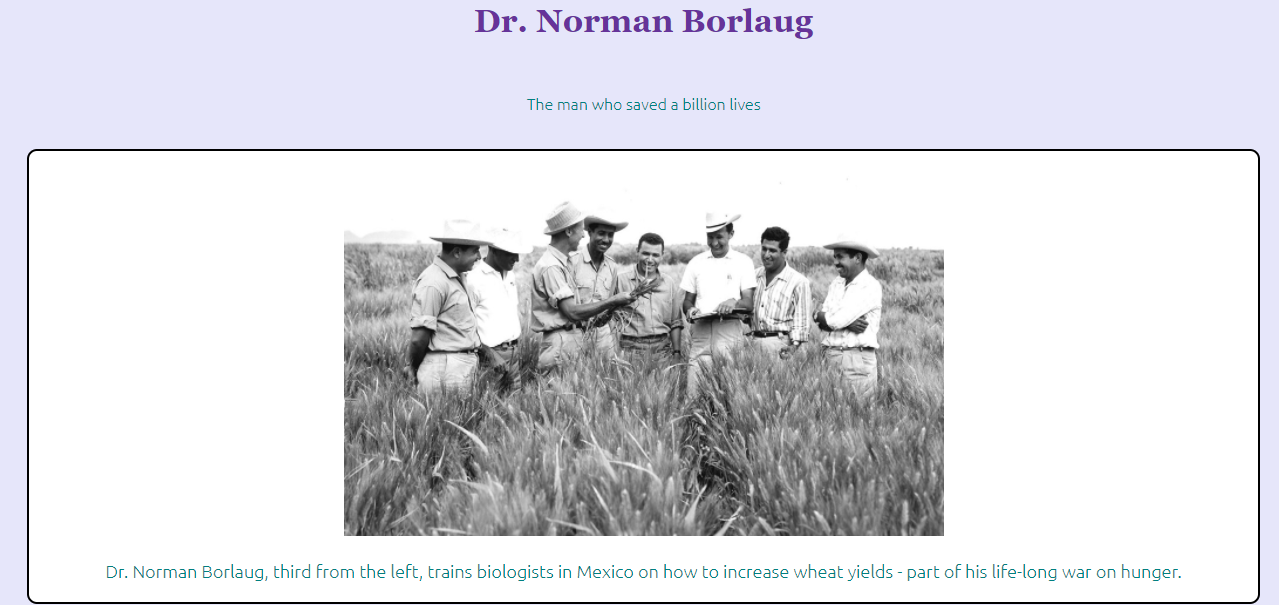 Dr. Norman Borlaug
The man who saved a billion lives
Dr. Norman Borlaug, third from the left, trains biologists in Mexico on how to increase wheat yields - part of his life-long war on hunger.